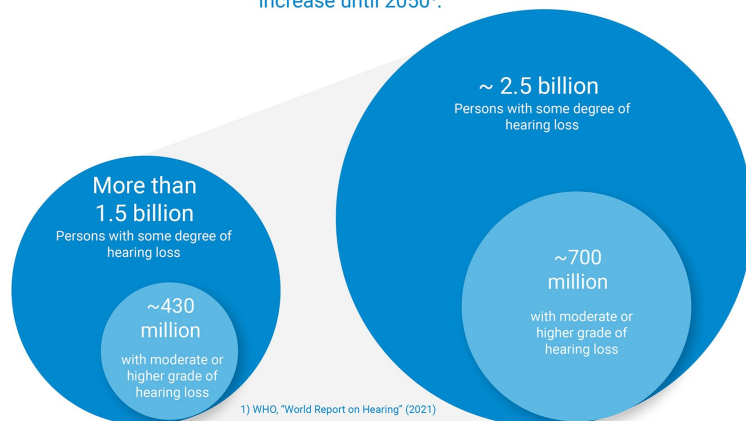 increase until 2050¹.
~ 2.5 billion
Persons with some degree of
hearing loss
More than
1.5 billion
Persons with some degree of
hearing loss
~700
million
with moderate or
higher grade of
hearing loss
~430
million
with moderate or
higher grade of
hearing loss
1) WHO, "World Report on Hearing" (2021)